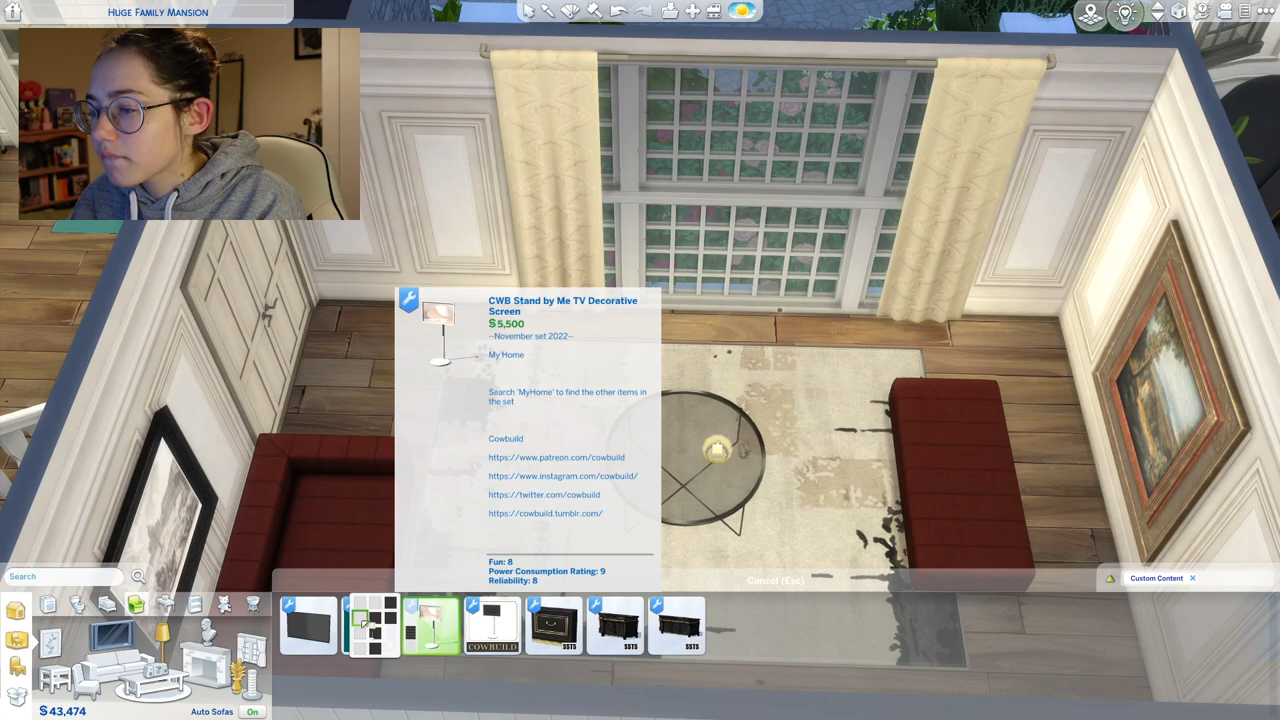 HUGE FAMILY MANSION
CWB Stand by Me TV Decorative
Screen
§5,500
--November set 2022--
My Home
Search 'MyHome' to find the other items in
the set
Cowbuild
https://www.patreon.com/cowbuild
https://www.instagram.com/cowbuild/
https://twitter.com/cowbuild
https://cowbuild.tumblr.com/
Fun: 8
Power Consumption Rating: 9
Reliability: 8
Cancel (Esc)
Search
Custom Content
COWBUILD
SSTS
SSTS
SSTS
§43,474
Auto Sofas
On